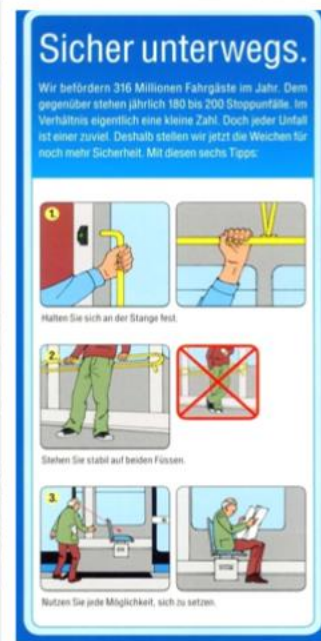 Sicher unterwegs.
Wir befördern 316 Millionen Fahrgäste im Jahr. Dem
gegenüber stehen jährlich 180 bis 200 Stoppunfälle. Im
Verhältnis eigentlich eine kleine Zahl. Doch jeder Unfall
ist einer zuviel. Deshalb stellen wir jetzt die Weichen für
noch mehr Sicherheit. Mit diesen sechs Tipps:
1.
Halten Sie sich an der Stange fest.
2.
Stehen Sie stabil auf beiden Füssen.
3.
Nutzen Sie jede Möglichkeit, sich zu setzen.